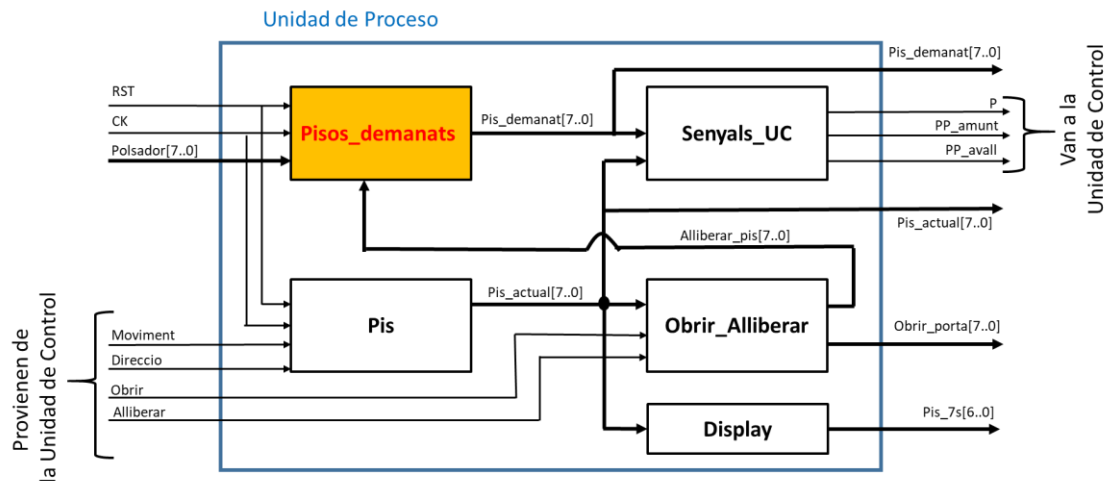 Unidad de Proceso
Pis_demanat[7..0]
RST
CK
Polsador[7..0]
Pisos_demanats
Pis_demanat[7..0]
Senyals_UC
P
PP_amunt
PP_avall
Van a la
Unidad de Control
Pis_actual[7..0]
Alliberar_pis[7..0]
Pis_actual[7..0]
Pis
Obrir_Alliberar
Obrir_porta[7..0]
Provienen de
la Unidad de Control
Moviment
Direccio
Obrir
Alliberar
Display
Pis_7s[6..0]